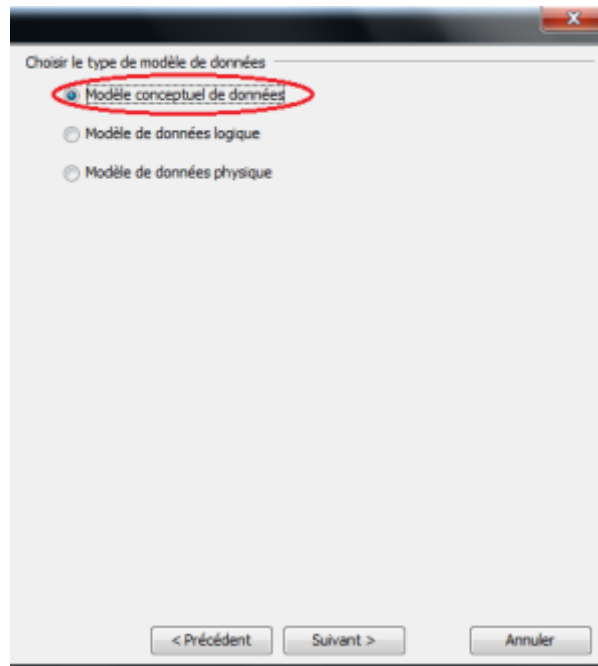 Choisir le type de modèle de données
Modèle conceptuel de données
Modèle de données logique
Modèle de données physique
< Précédent Suivant > Annuler